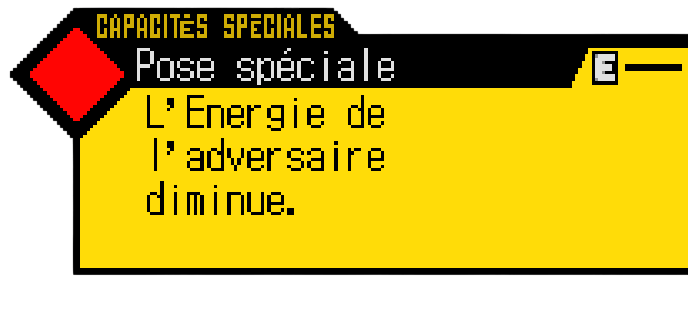 CAPACITÉS SPÉCIALES
Pose spéciale E —
L'Energie de
l'adversaire
diminue.